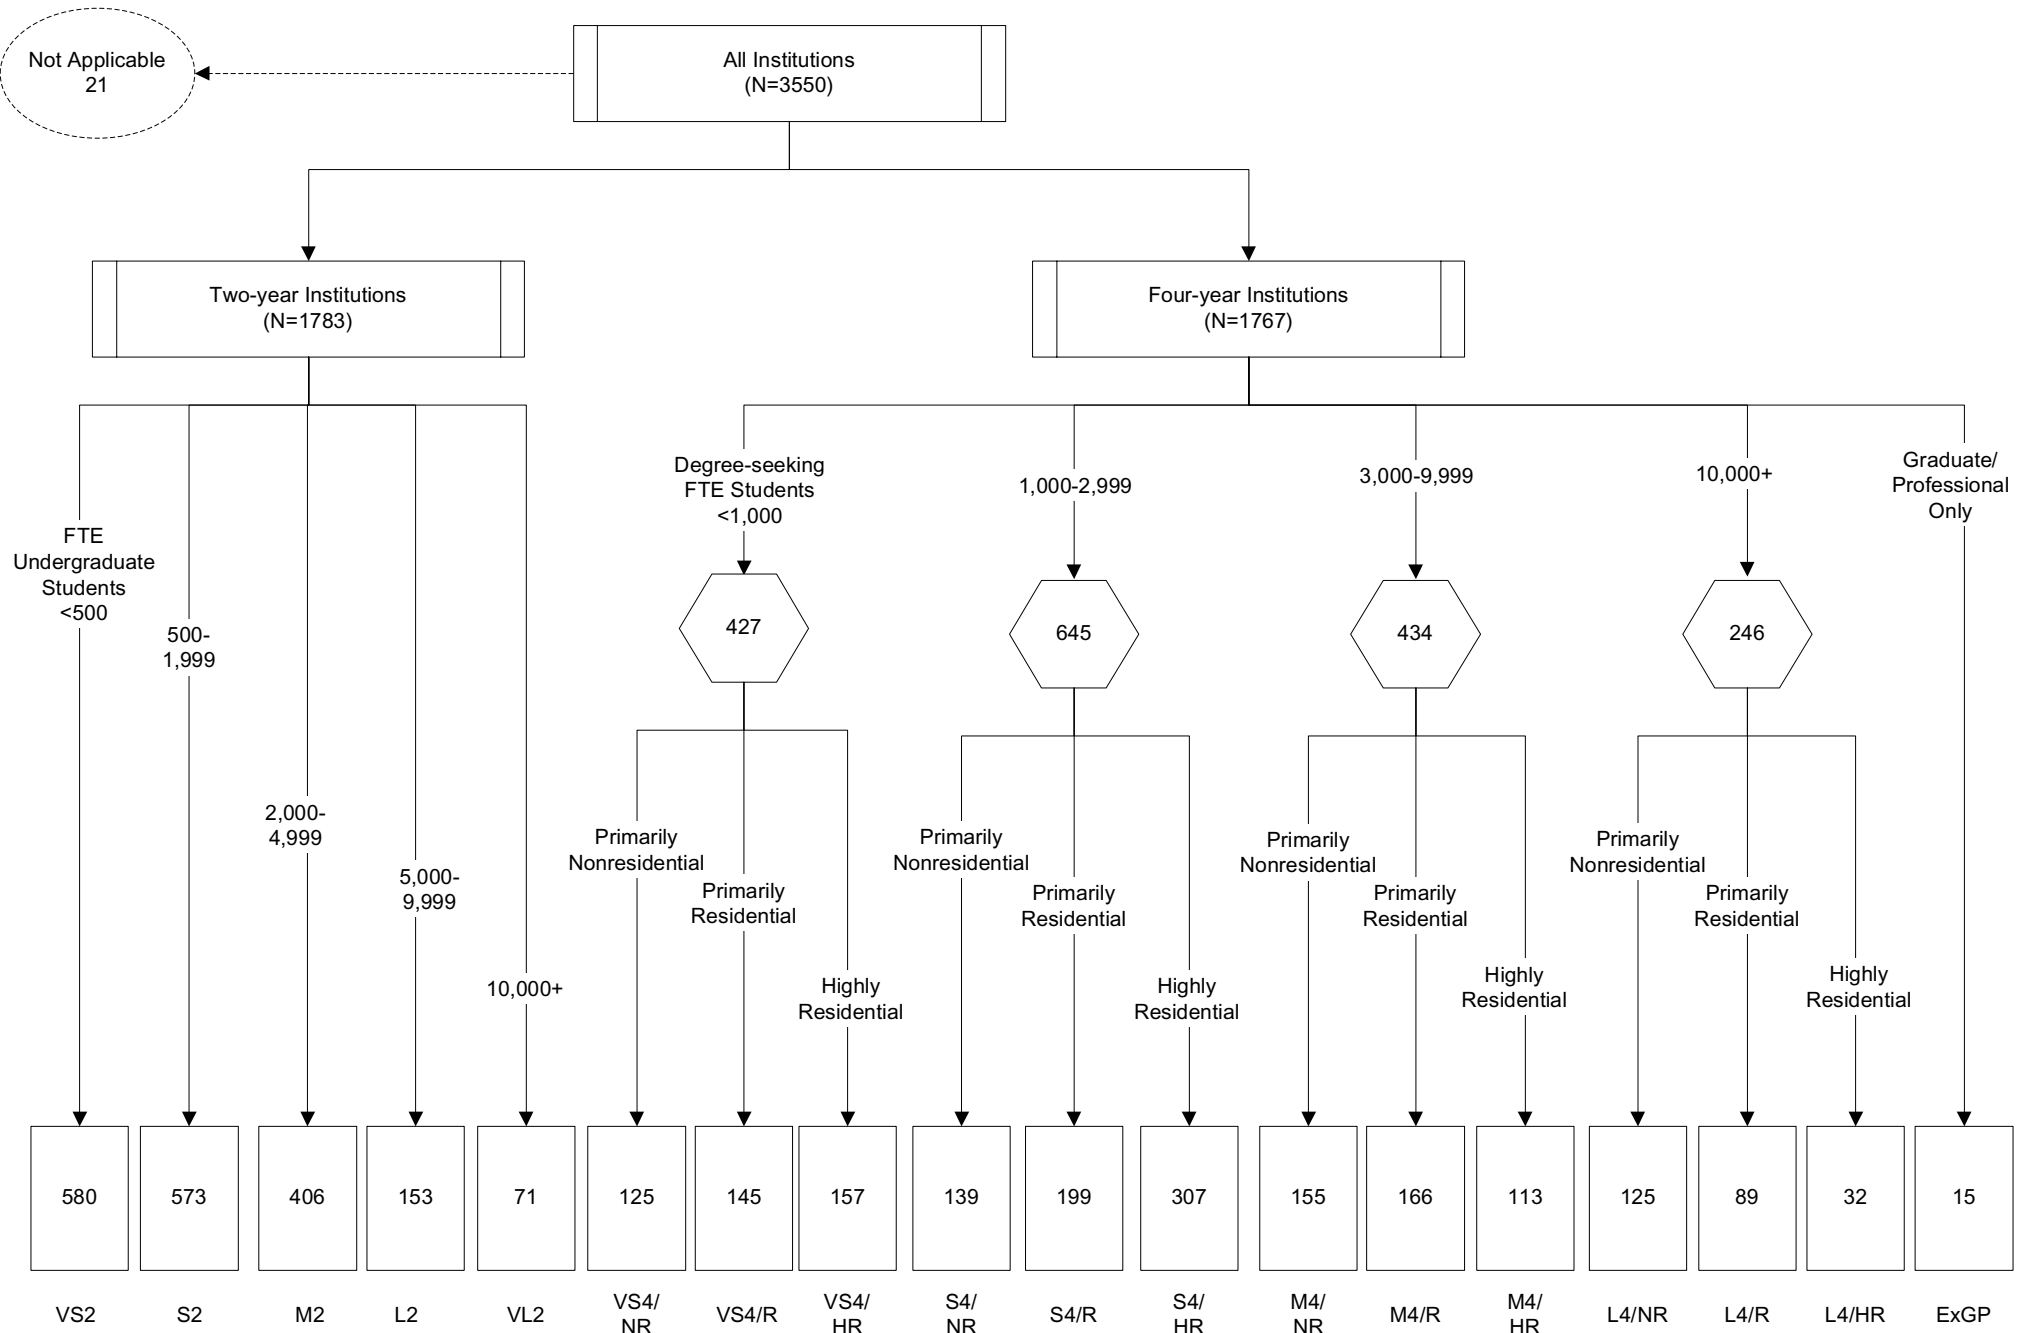 Not Applicable
21
All Institutions
(N=3550)
Two-year Institutions
(N=1783)
Four-year Institutions
(N=1767)
FTE
Undergraduate
Students
<500
500-
1,999
2,000-
4,999
5,000-
9,999
10,000+
Degree-seeking
FTE Students
<1,000
1,000-2,999
3,000-9,999
10,000+
Graduate/
Professional
Only
427
645
434
246
Primarily
Nonresidential
Primarily
Residential
Highly
Residential
Primarily
Nonresidential
Primarily
Residential
Highly
Residential
Primarily
Nonresidential
Primarily
Residential
Highly
Residential
Primarily
Nonresidential
Primarily
Residential
Highly
Residential
580
573
406
153
71
125
145
157
139
199
307
155
166
113
125
89
32
15
VS2
S2
M2
L2
VL2
VS4/
NR
VS4/R
VS4/
HR
S4/
NR
S4/R
S4/
HR
M4/
NR
M4/R
M4/
HR
L4/NR
L4/R
L4/HR
ExGP